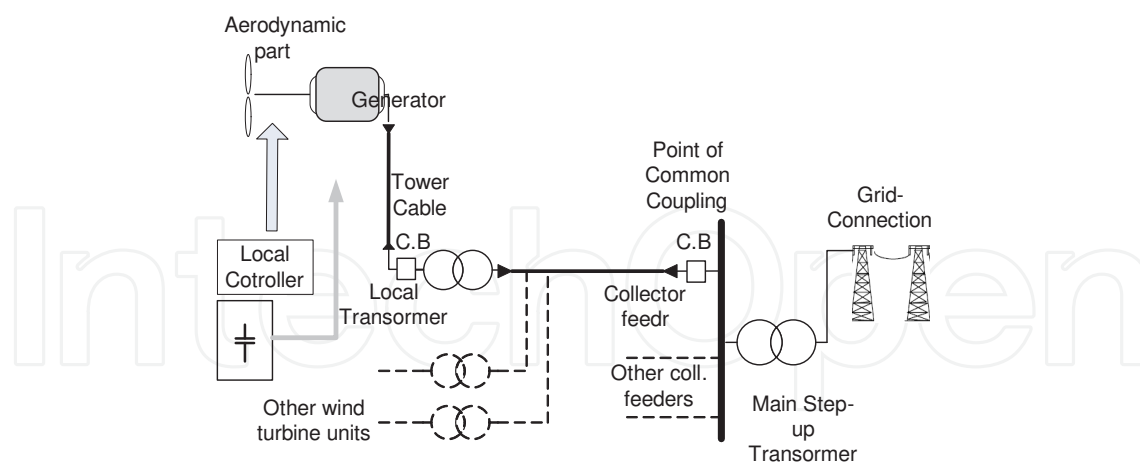 Aerodynamic
part
Generator
Tower
Cable
C.B
Local
Cotroller
Local
Transormer
Other wind
turbine units
Point of
Common
Coupling
C.B
Collector
feedr
Other coll.
feeders
Grid-
Connection
Main Step-
up
Transormer
IntechOpen